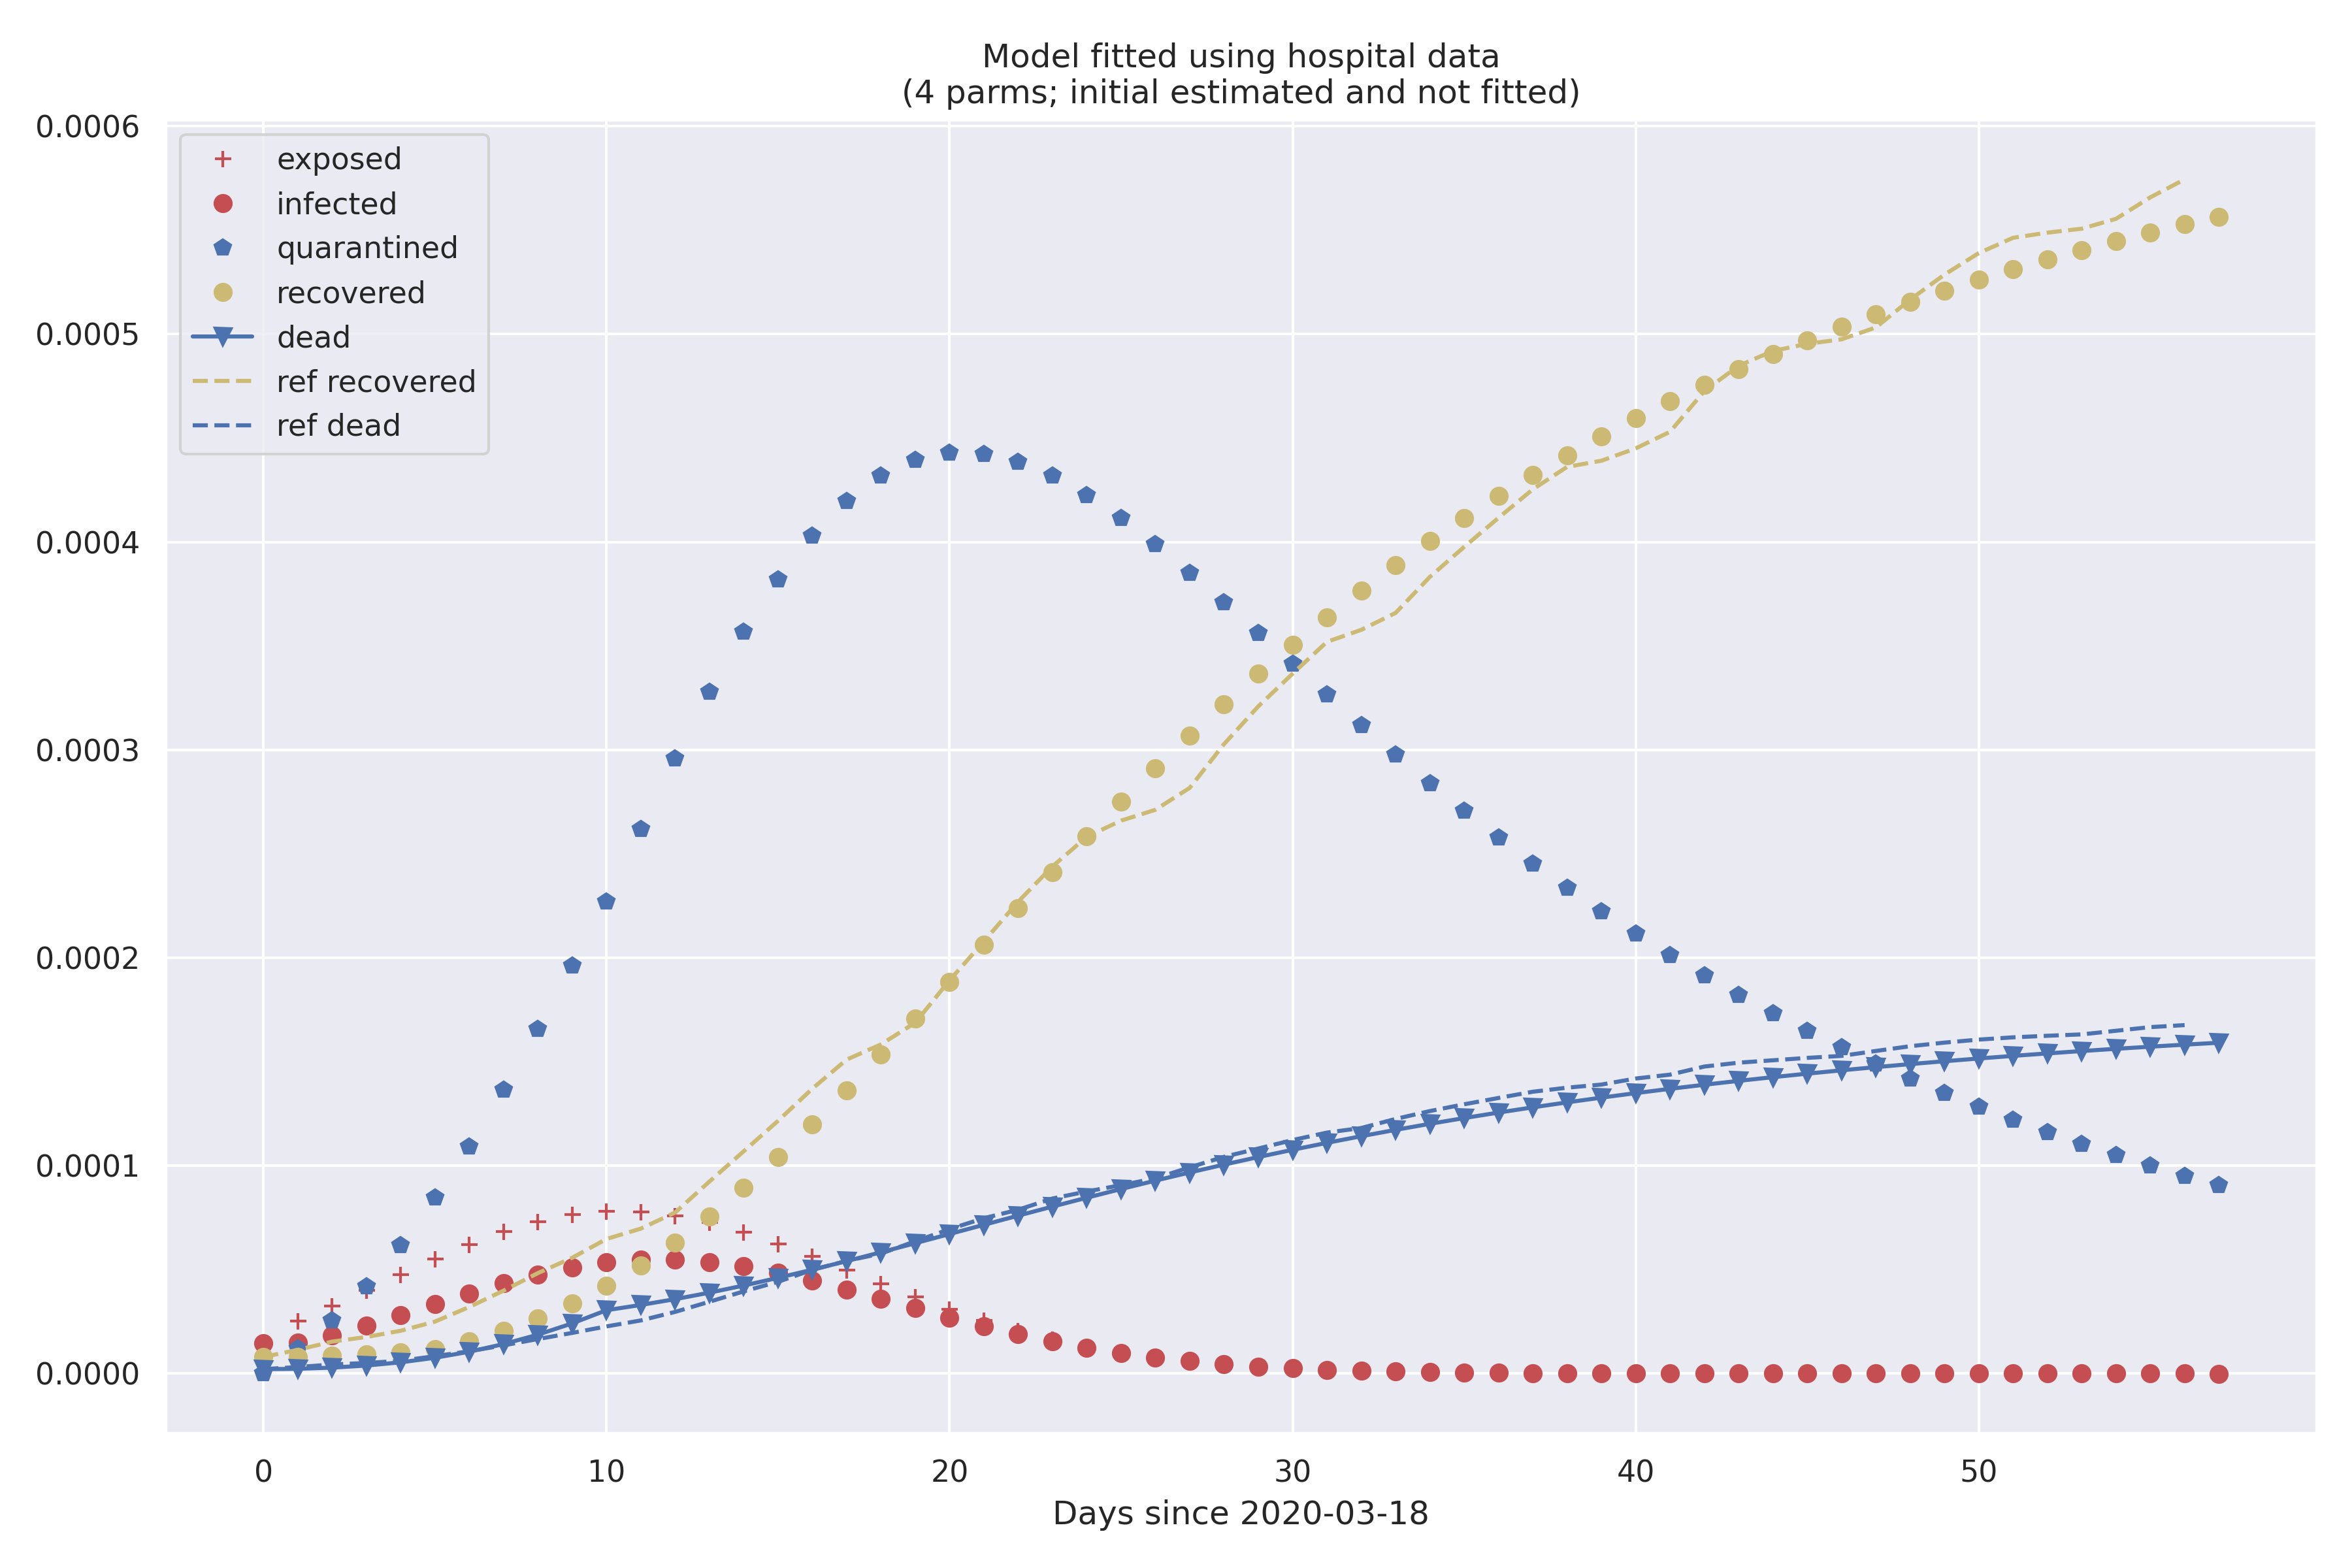 Model fitted using hospital data
(4 parms; initial estimated and not fitted)
0.0006
0.0005
0.0004
0.0003
0.0002
0.0001
0.0000
exposed
infected
quarantined
recovered
dead
ref recovered
ref dead
0 10 20 30 40 50
Days since 2020-03-18